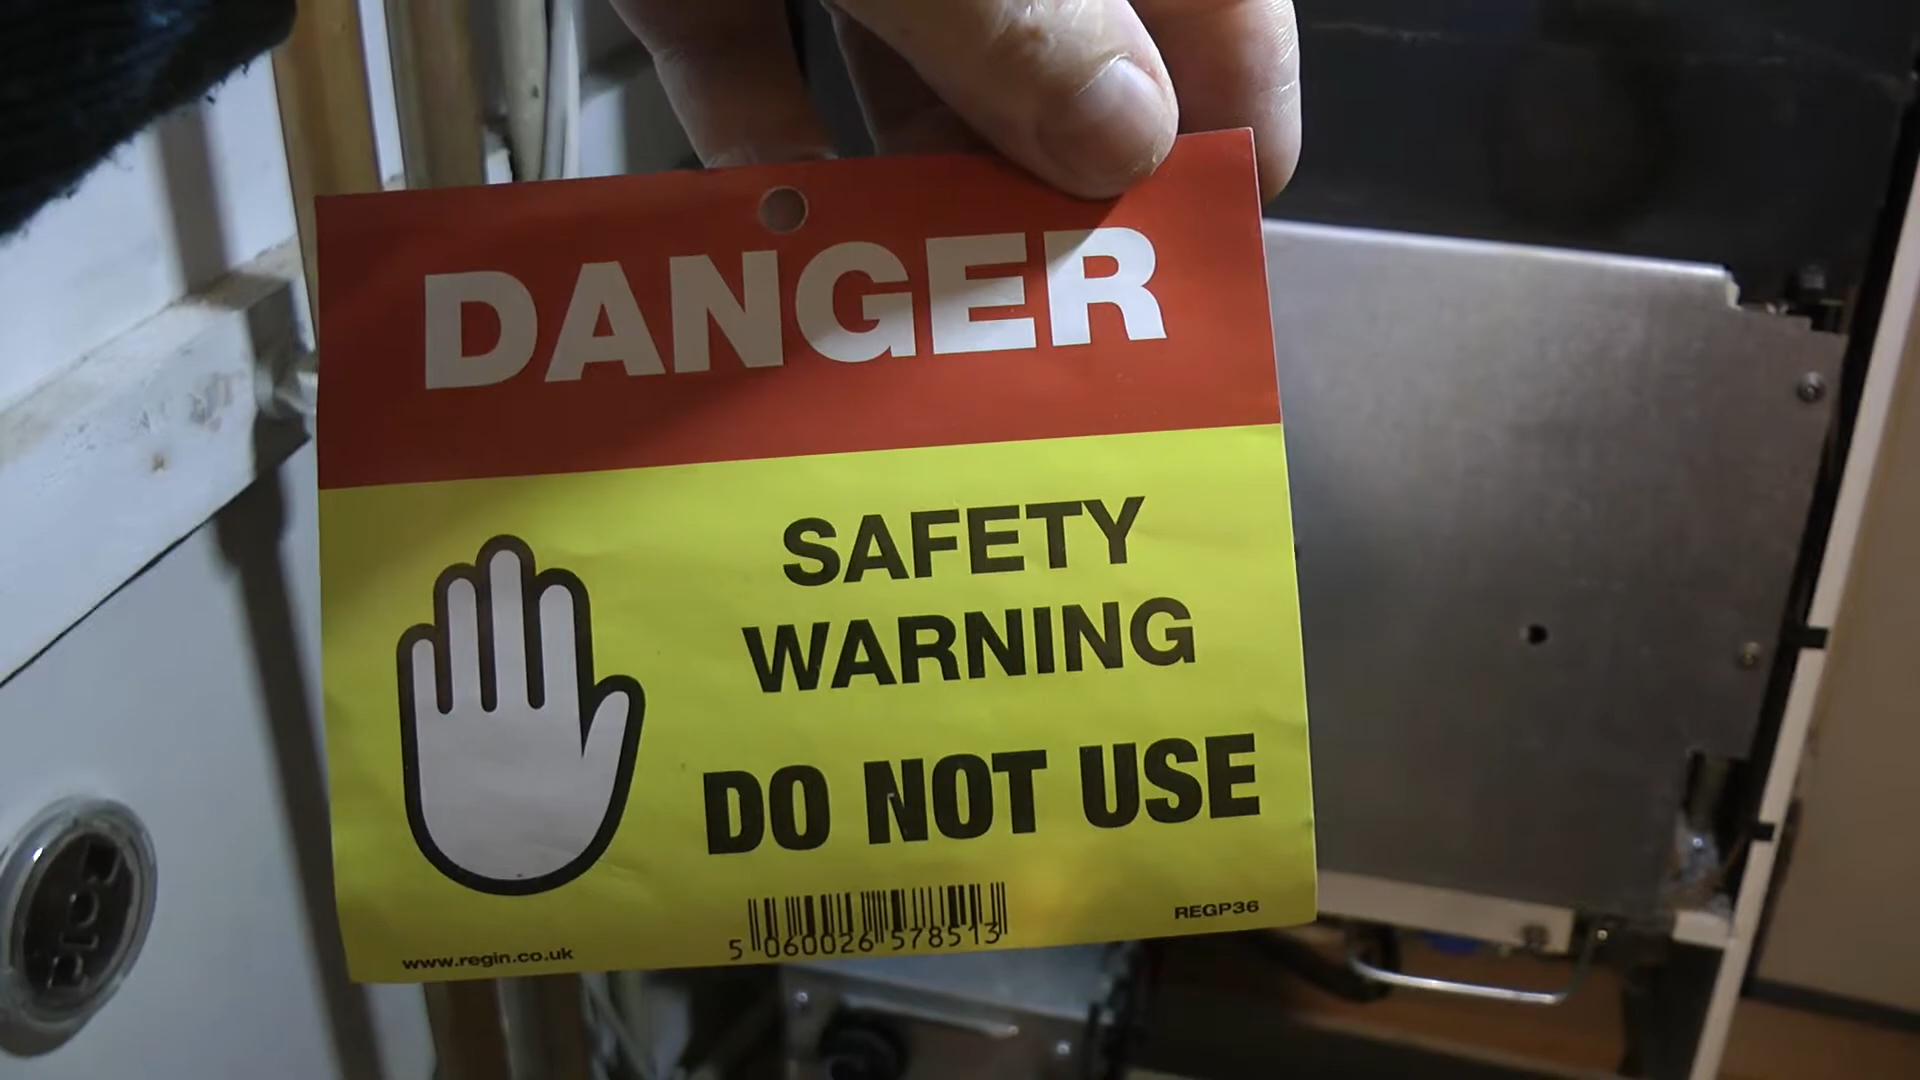 DANGER
SAFETY
WARNING
DO NOT USE
5 060026 578513
REGP36
www.regin.co.uk